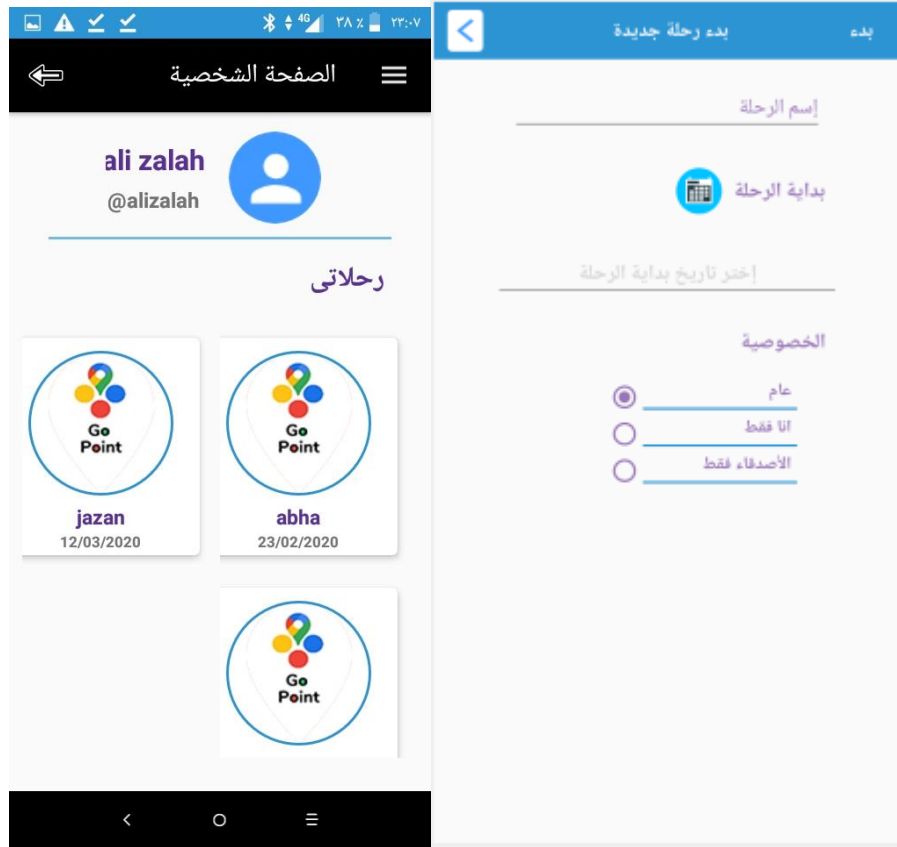 ٢٣:٠٧ ٪ ٣٨ 4G
الصفحة الشخصية
ali zalah
@alizalah
رحلاتى
Go
Point
abha
23/02/2020
Go
Point
jazan
12/03/2020
Go
Point
بدء
بدء رحلة جديدة
إسم الرحلة
بداية الرحلة
إختر تاريخ بداية الرحلة
الخصوصية
عام
انا فقط
الأصدقاء فقط